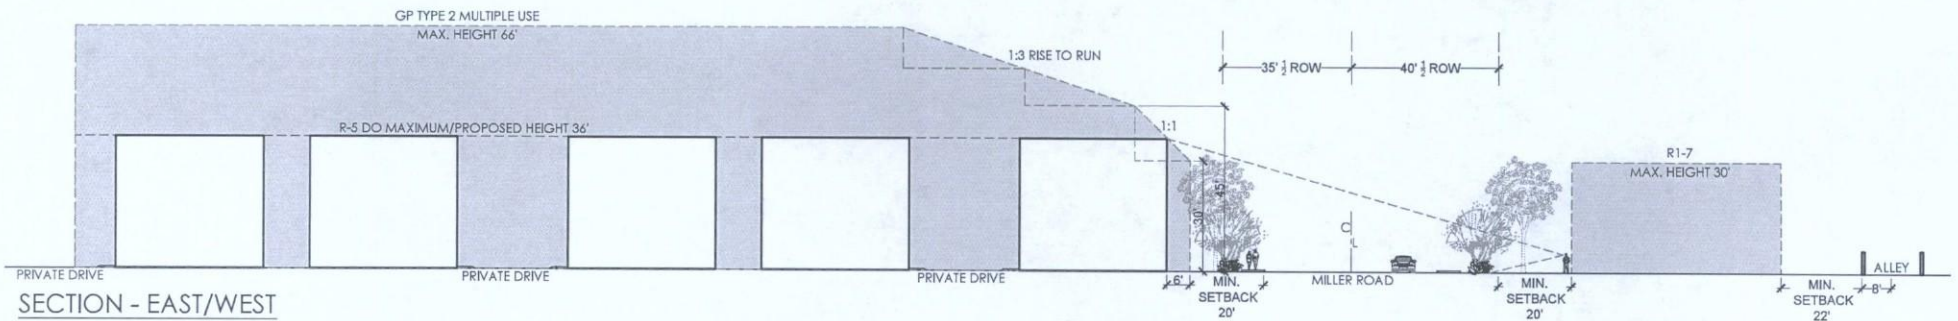 GP TYPE 2 MULTIPLE USE
MAX. HEIGHT 66'
1:3 RISE TO RUN
35' ½ ROW
40' ½ ROW
R-5 DO MAXIMUM/PROPOSED HEIGHT 36'
1:1
45'
30'
R1-7
MAX. HEIGHT 30'
C
L
PRIVATE DRIVE
PRIVATE DRIVE
PRIVATE DRIVE
6'
MIN.
SETBACK
20'
MILLER ROAD
MIN.
SETBACK
20'
MIN.
SETBACK
22'
ALLEY
8'
SECTION - EAST/WEST